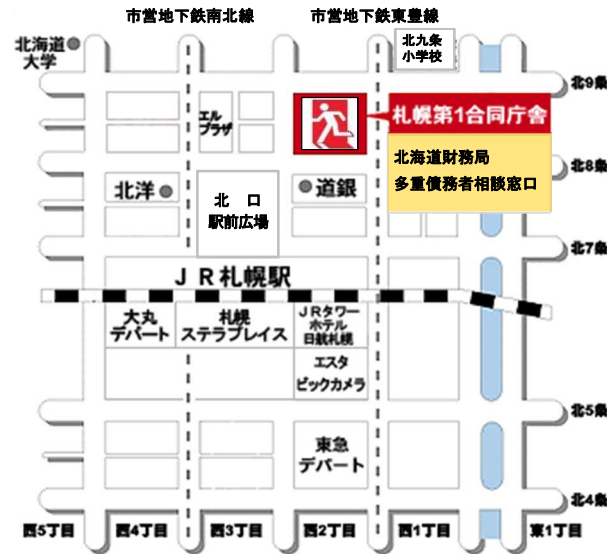 市営地下鉄南北線
市営地下鉄東豊線
北海道
大学
北九条
小学校
北9条
エル
プラザ
札幌第1合同庁舎
北海道財務局
多重債務者相談窓口
北8条
北洋
北 口
駅前広場
道銀
北7条
JR札幌駅
大丸
デパート
札幌
ステラプレイス
JRタワー
ホテル
日航札幌
エスタ
ビックカメラ
北5条
東急
デパート
北4条
西5丁目
西4丁目
西3丁目
西2丁目
西1丁目
東1丁目